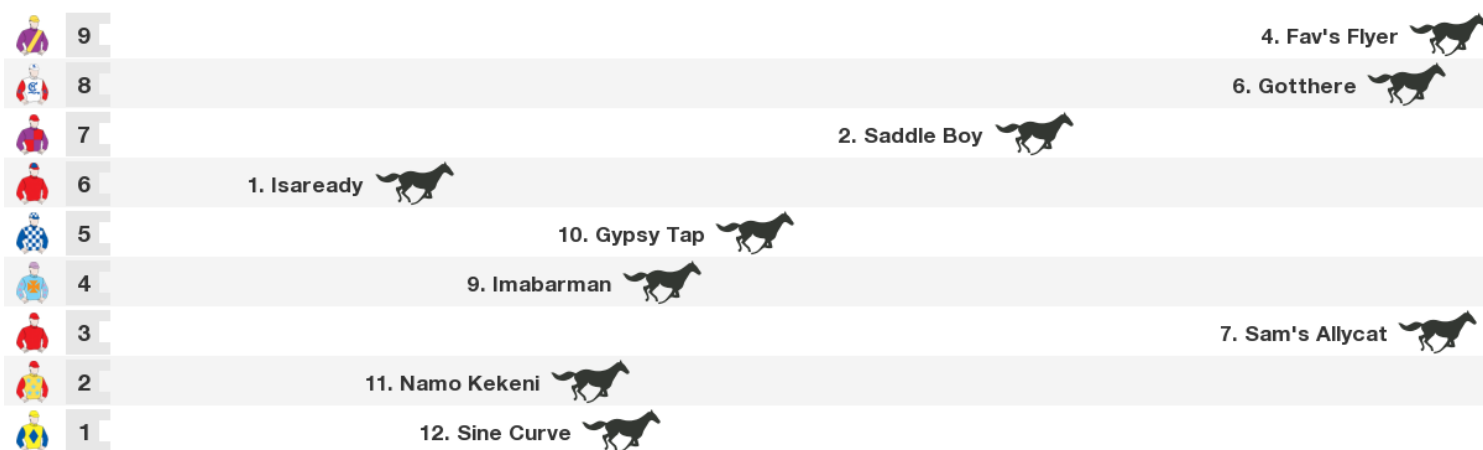 9 4. Fav's Flyer
8 6. Gotthere
7 2. Saddle Boy
6 1. Isaready
5 10. Gypsy Tap
4 9. Imabarman
3 7. Sam's Allycat
2 11. Namo Kekeni
1 12. Sine Curve